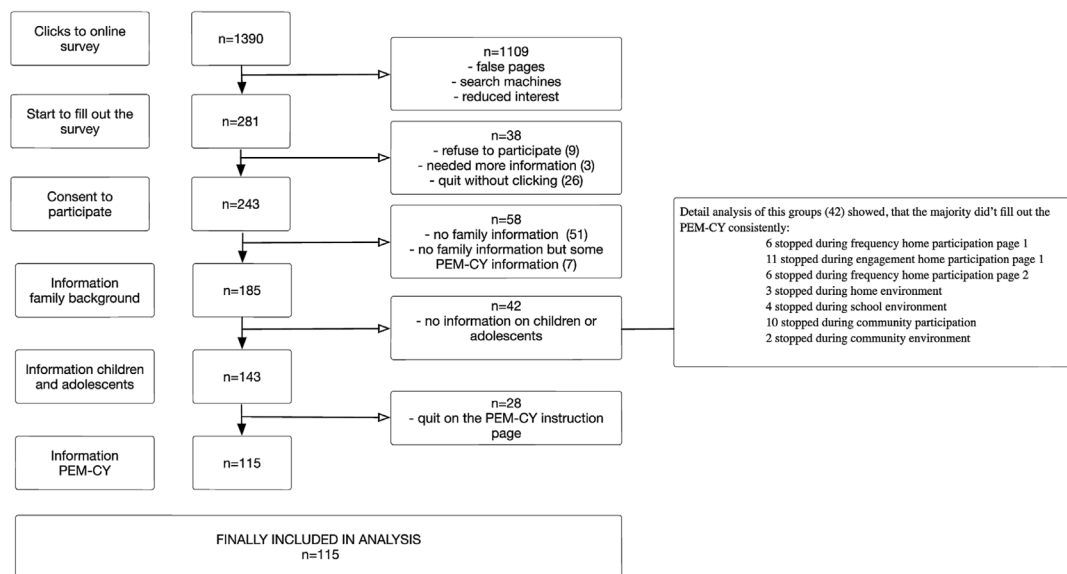 Clicks to online
survey
n=1390
n=1109
- false pages
- search machines
- reduced interest
Start to fill out the
survey
n=281
n=38
- refuse to participate (9)
- needed more information (3)
- quit without clicking (26)
Consent to
participate
n=243
n=58
- no family information (51)
- no family information but some
PEM-CY information (7)
Detail analysis of this groups (42) showed, that the majority did't fill out the
PEM-CY consistently:
6 stopped during frequency home participation page 1
11 stopped during engagement home participation page 1
6 stopped during frequency home participation page 2
3 stopped during home environment
4 stopped during school environment
10 stopped during community participation
2 stopped during community environment
Information
family background
n=185
n=42
- no information on children or
adolescents
Information children
and adolescents
n=143
n=28
- quit on the PEM-CY instruction
page
Information
PEM-CY
n=115
FINALLY INCLUDED IN ANALYSIS
n=115